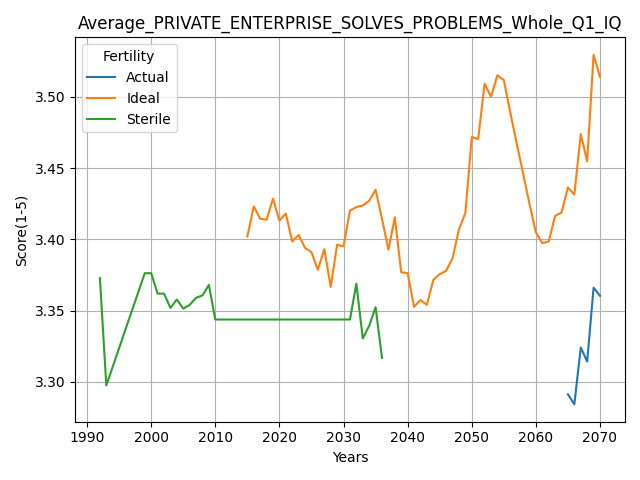 Average_PRIVATE_ENTERPRISE_SOLVES_PROBLEMS_Whole_Q1_IQ
Fertility
Actual
Ideal
Sterile
Score(1-5)
3.50
3.45
3.40
3.35
3.30
1990 2000 2010 2020 2030 2040 2050 2060 2070
Years